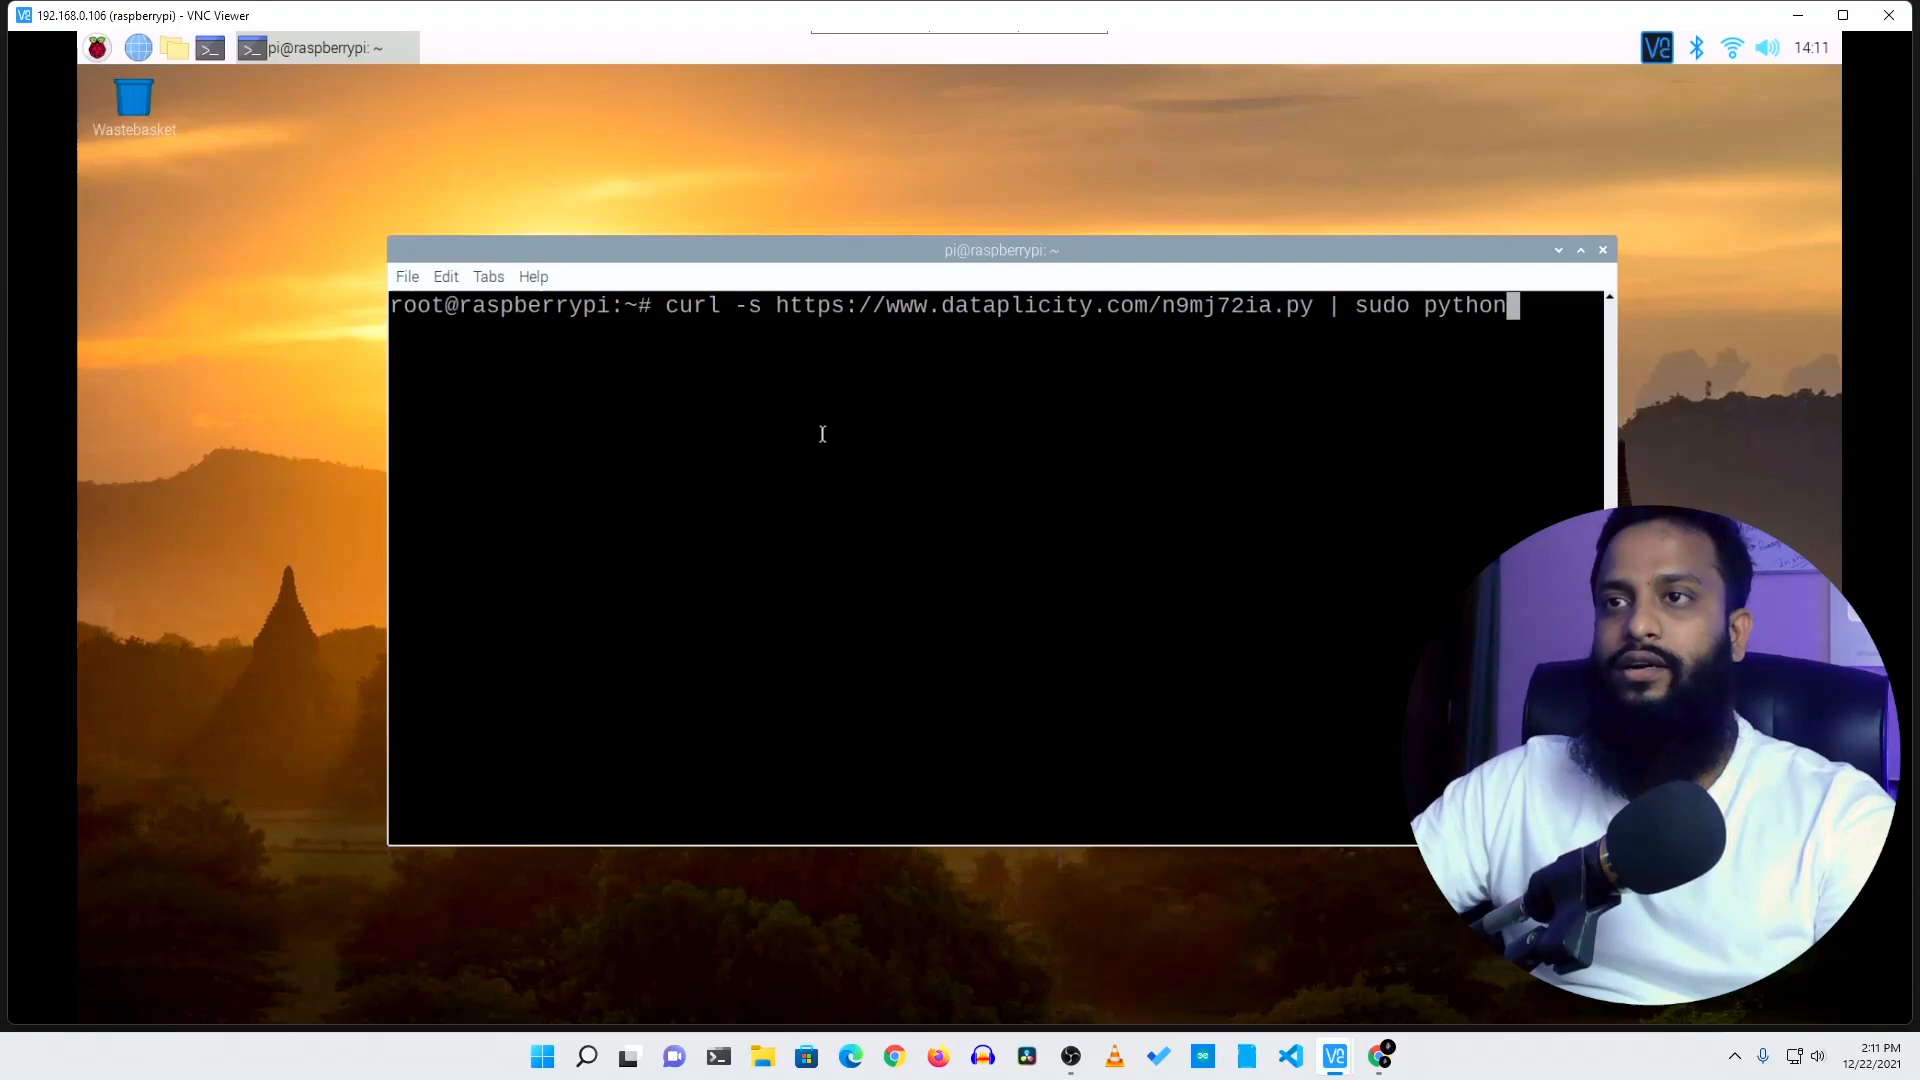 192.168.0.106 (raspberrypi) - VNC Viewer
pi@raspberrypi: ~
14:11
Wastebasket
pi@raspberrypi: ~
File Edit Tabs Help
root@raspberrypi:~# curl -s https://www.dataplicity.com/n9mj72ia.py | sudo python
2:11 PM
12/22/2021